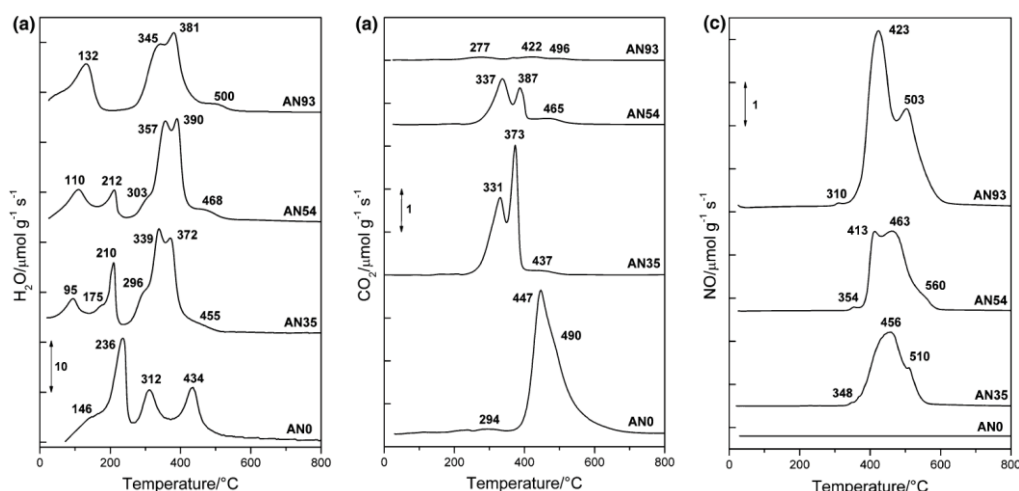 (a)
132
345
381
500
AN93
357
390
110
212
303
468
AN54
339
372
210
95
175
296
455
AN35
236
10
312
434
146
AN0
H2O/μmol g-1 s-1
0 200 400 600 800
Temperature/°C
(a)
277
422
496
AN93
337
387
465
AN54
373
331
1
437
AN35
447
490
294
AN0
CO2/μmol g-1 s-1
0 200 400 600 800
Temperature/°C
(c)
423
1
503
310
AN93
413
463
354
560
AN54
456
510
348
AN35
AN0
NO/μmol g-1 s-1
0 200 400 600 800
Temperature/°C